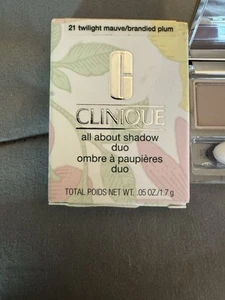 21 twilight mauve/brandied plum
CLINIQUE
all about shadow
duo
ombre à paupières
duo
TOTAL POIDS NET WT. .05 OZ/1.7 g